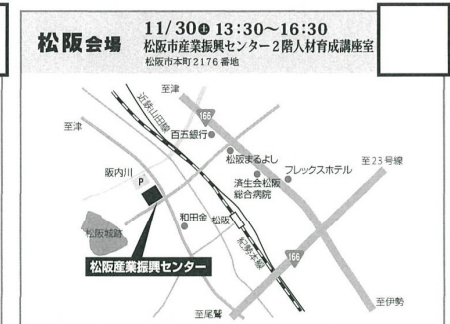 松阪会場
11/30土 13:30～16:30
松阪市産業振興センター2階人材育成講座室
松阪市本町2176番地
至津
近鉄山田線
166
至津
百五銀行
松阪まるよし
至23号線
阪内川
P
済生会松阪
総合病院
フレックスホテル
和田金
松阪
松阪城跡
紀勢本線
166
松阪産業振興センター
至尾鷲
至伊勢